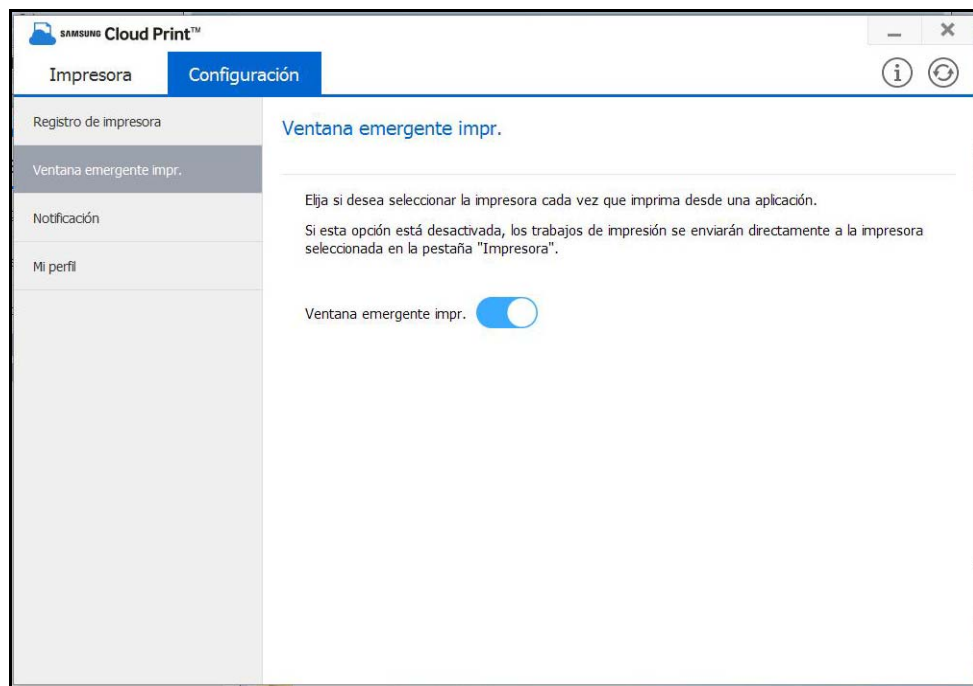 SAMSUNG Cloud Print™
Impresora
Configuración
Registro de impresora
Ventana emergente impr.
Notificación
Mi perfil
Ventana emergente impr.
Elija si desea seleccionar la impresora cada vez que imprima desde una aplicación.
Si esta opción está desactivada, los trabajos de impresión se enviarán directamente a la impresora
seleccionada en la pestaña "Impresora".
Ventana emergente impr.